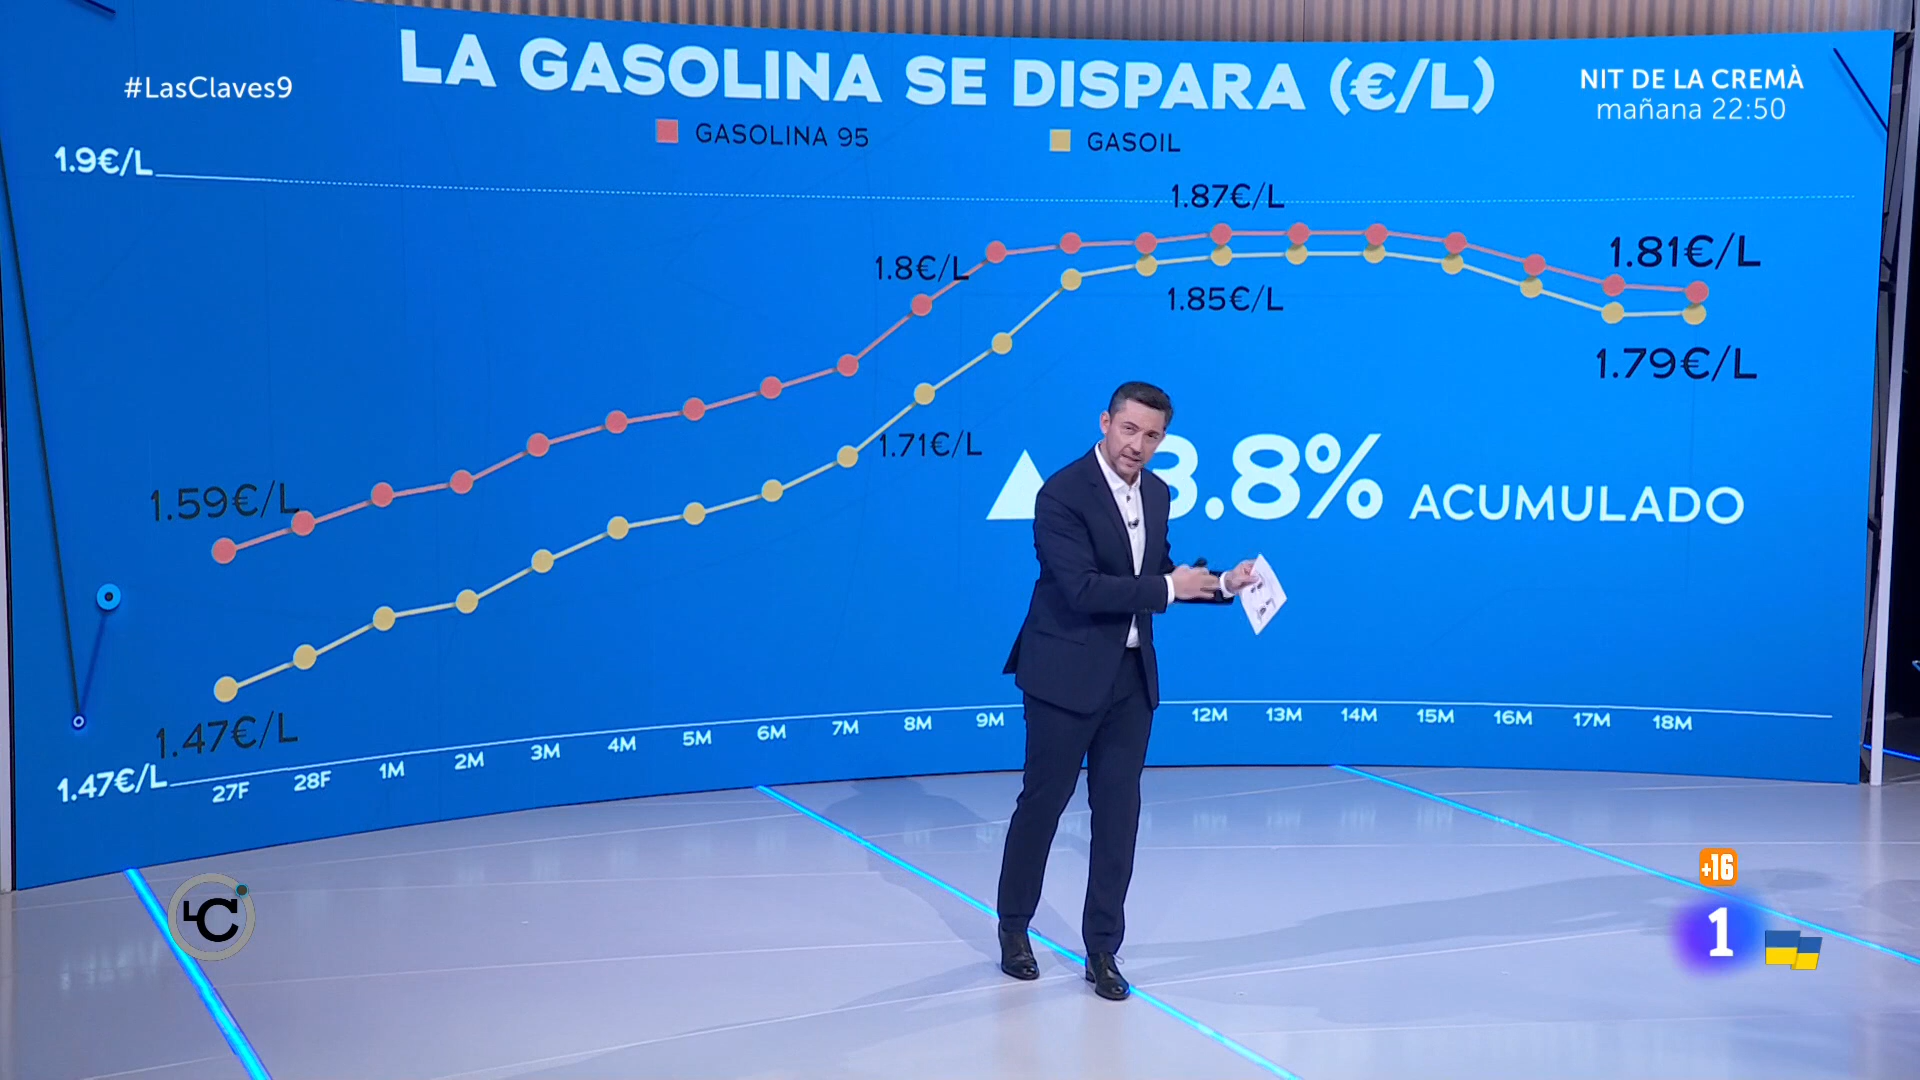 LA GASOLINA SE DISPARA (€/L)
#LasClaves9
NIT DE LA CREMÀ
mañana 22:50
GASOLINA 95
GASOIL
1.9€/L
1.87€/L
1.8€/L
1.81€/L
1.85€/L
1.79€/L
1.71€/L
1.59€/L
.8% ACUMULADO
1.47€/L
1.47€/L
27F 28F 1M 2M 3M 4M 5M 6M 7M 8M 9M 12M 13M 14M 15M 16M 17M 18M
+16
LC
1